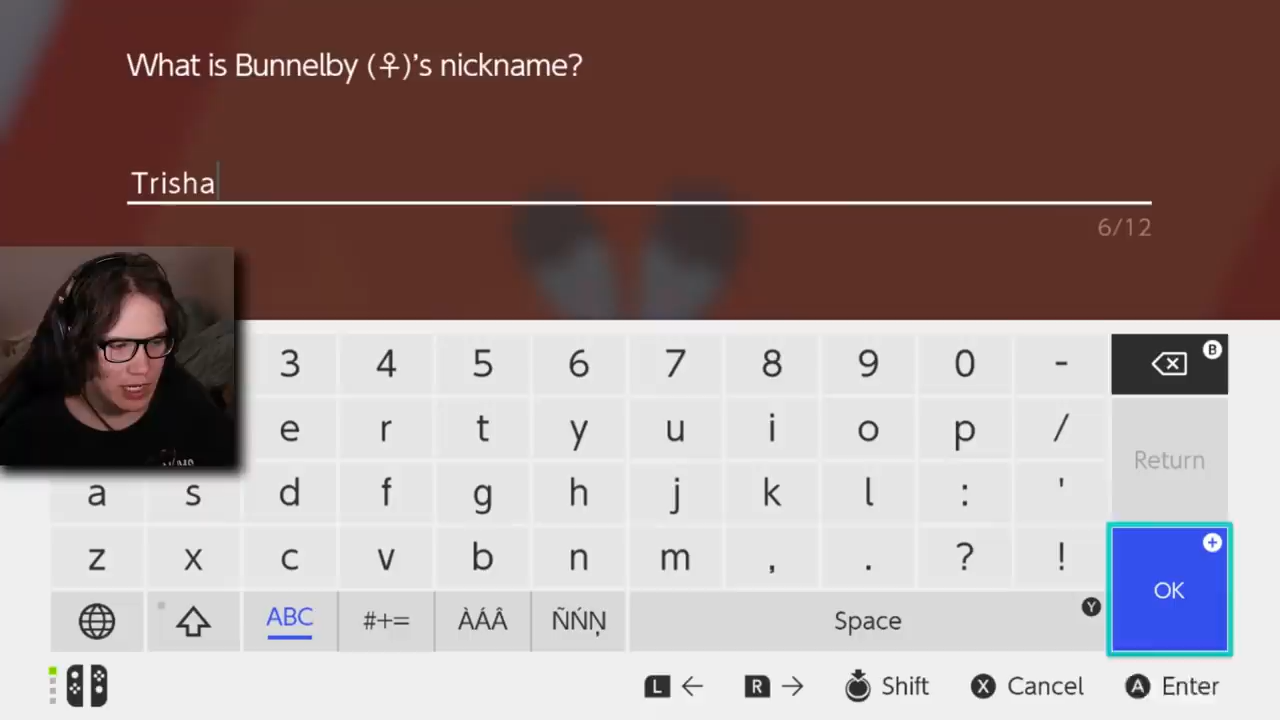 What is Bunnelby (♀)'s nickname?
Trisha
6/12
3 4 5 6 7 8 9 0 - B
e r t y u i o p / Return
a s d f g h j k l : '
z x c v b n m , . ? ! + OK
ABC #+= ÀÁÂ ÑŃŅ Space Y
L ← R → Shift X Cancel A Enter